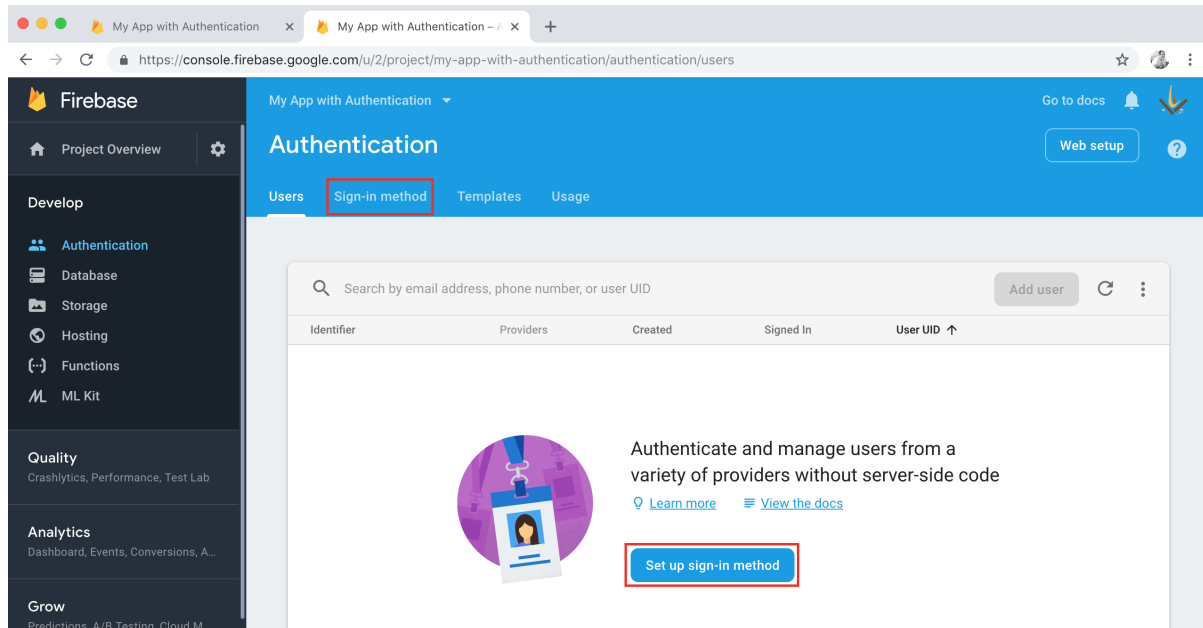 My App with Authentication
My App with Authentication – A
https://console.firebase.google.com/u/2/project/my-app-with-authentication/authentication/users
Firebase
Project Overview
Develop
Authentication
Database
Storage
Hosting
Functions
ML Kit
Quality
Crashlytics, Performance, Test Lab
Analytics
Dashboard, Events, Conversions, A...
Grow
Predictions, A/B Testing, Cloud M...
My App with Authentication
Go to docs
Authentication
Web setup
Users Sign-in method Templates Usage
Search by email address, phone number, or user UID
Add user
Identifier Providers Created Signed In User UID
Authenticate and manage users from a
variety of providers without server-side code
Learn more View the docs
Set up sign-in method